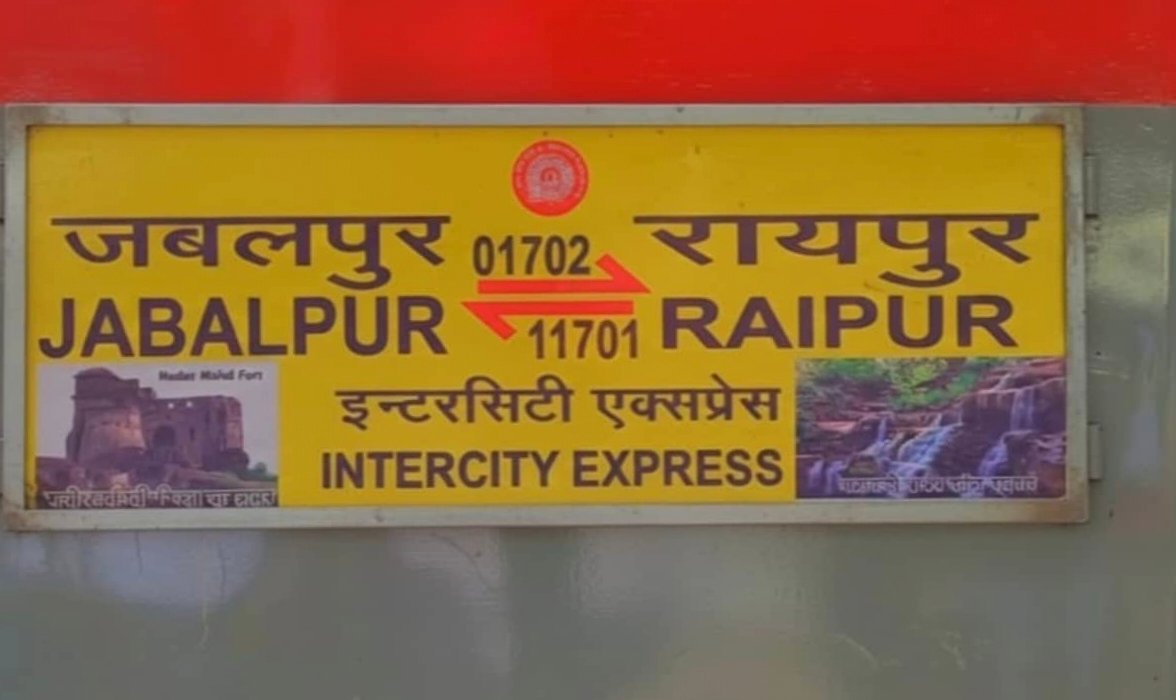 जबलपुर
01702
रायपुर
JABALPUR
11701
RAIPUR
इन्टरसिटी एक्सप्रेस
INTERCITY EXPRESS
Madan Mahal Fort